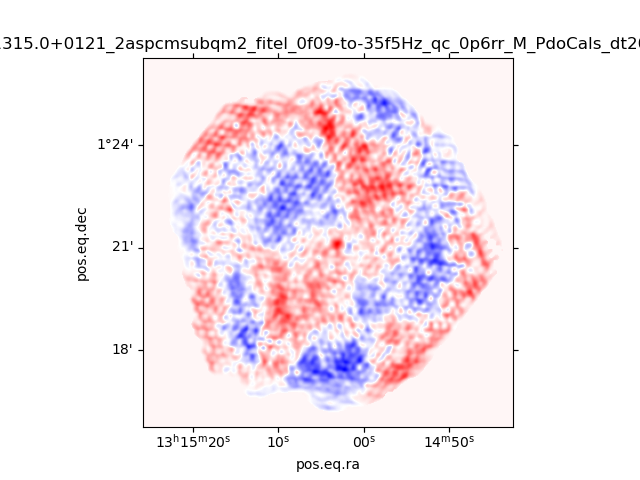 1315.0+0121_2aspcmsubqm2_fitel_0f09-to-35f5Hz_qc_0p6rr_M_PdoCals_dt20
1°24'
21'
18'
pos.eq.dec
13h15m20s 10s 00s 14m50s
pos.eq.ra